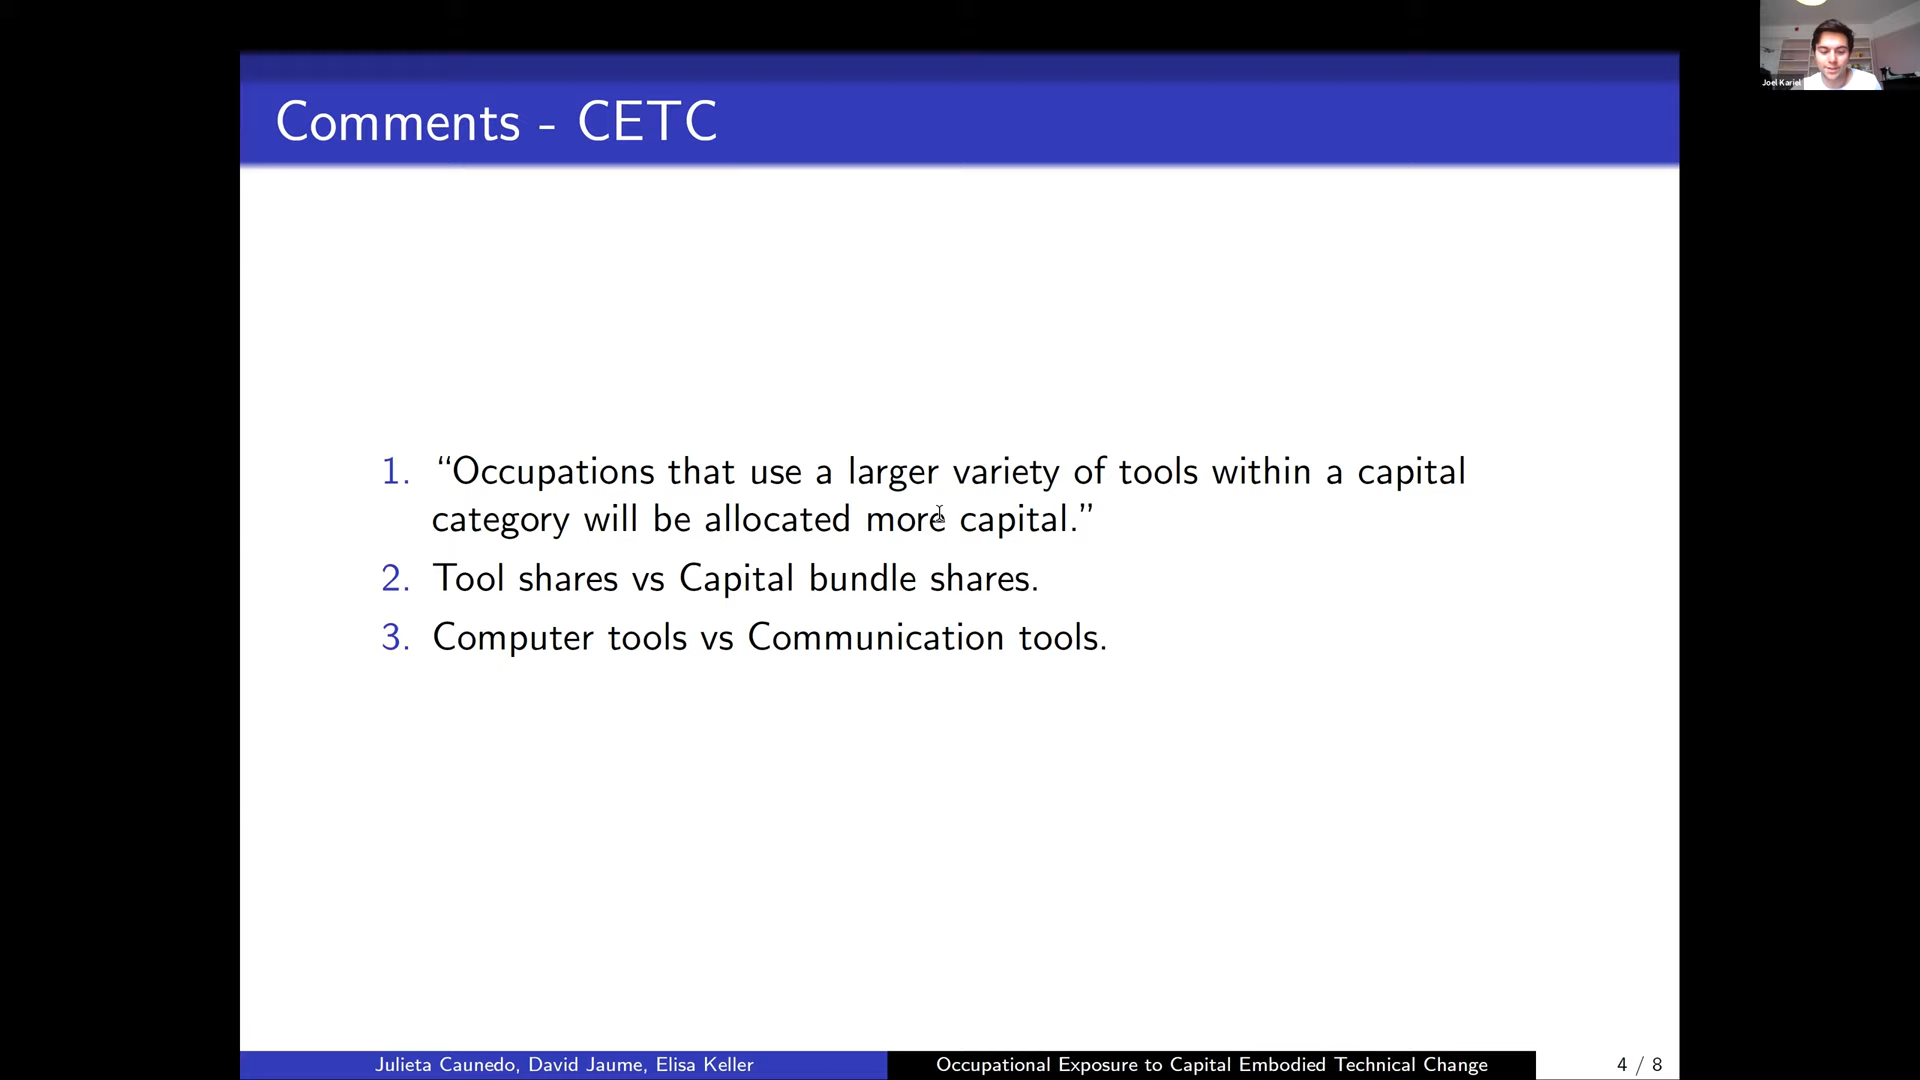 Joel Kariel
Comments - CETC
1. “Occupations that use a larger variety of tools within a capital
category will be allocated more capital.”
2. Tool shares vs Capital bundle shares.
3. Computer tools vs Communication tools.
Julieta Caunedo, David Jaume, Elisa Keller
Occupational Exposure to Capital Embodied Technical Change
4 / 8